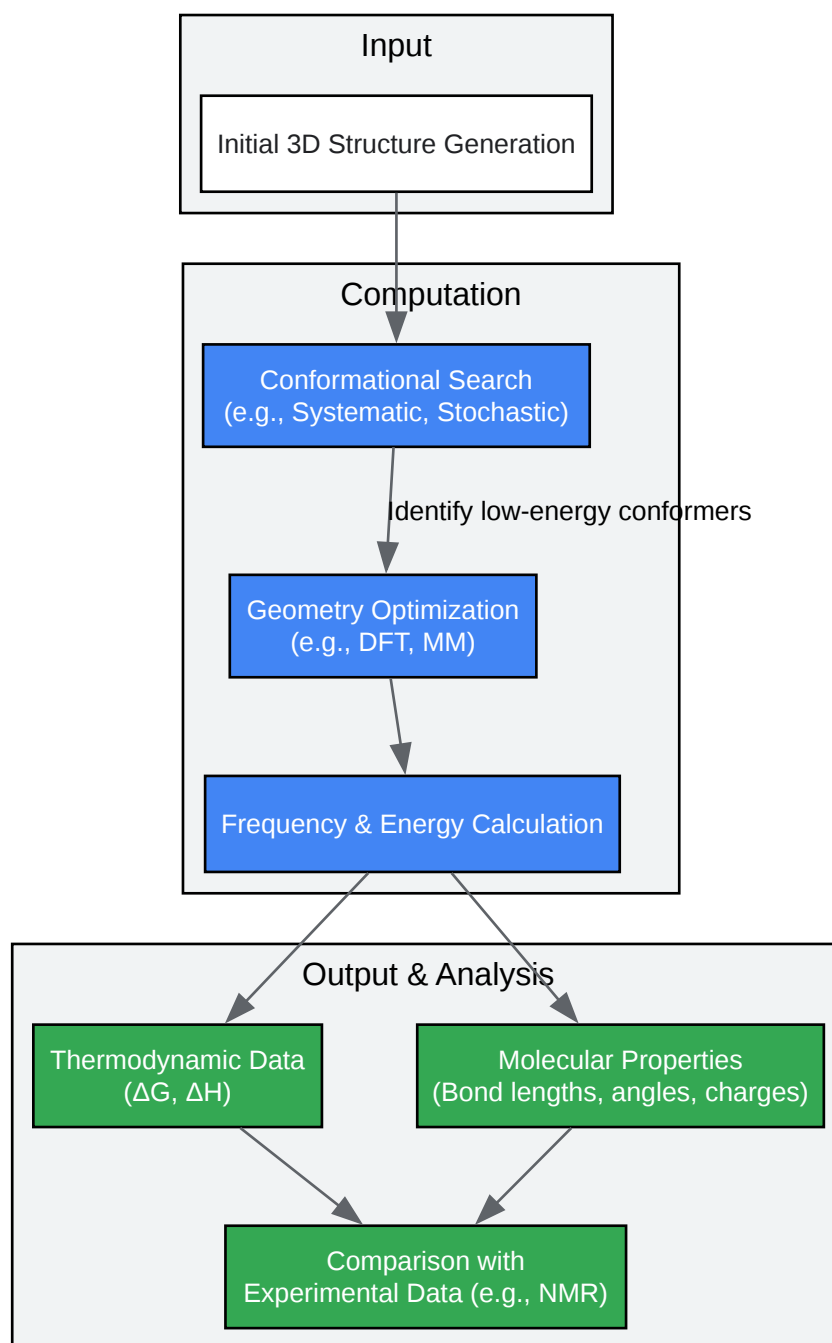 Input
Initial 3D Structure Generation
Computation
Conformational Search
(e.g., Systematic, Stochastic)
Identify low-energy conformers
Geometry Optimization
(e.g., DFT, MM)
Frequency & Energy Calculation
Output & Analysis
Thermodynamic Data
(ΔG, ΔH)
Molecular Properties
(Bond lengths, angles, charges)
Comparison with
Experimental Data (e.g., NMR)